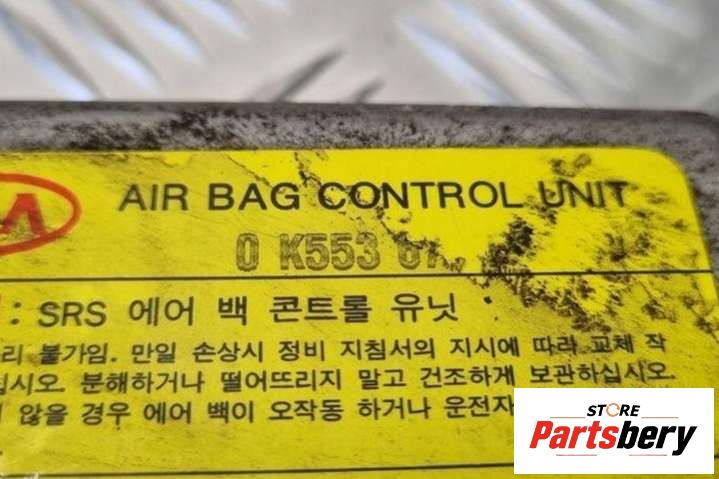 AIR BAG CONTROL UNIT
0 K553
: SRS 에어 백 콘트롤 유닛
리 불가임. 만일 손상시 정비 지침서의 지시에 따라 교체 작
십시오. 분해하거나 떨어뜨리지 말고 건조하게 보관하십시오.
않을 경우 에어 백이 오작동 하거나 운전자
STORE
Partsbery